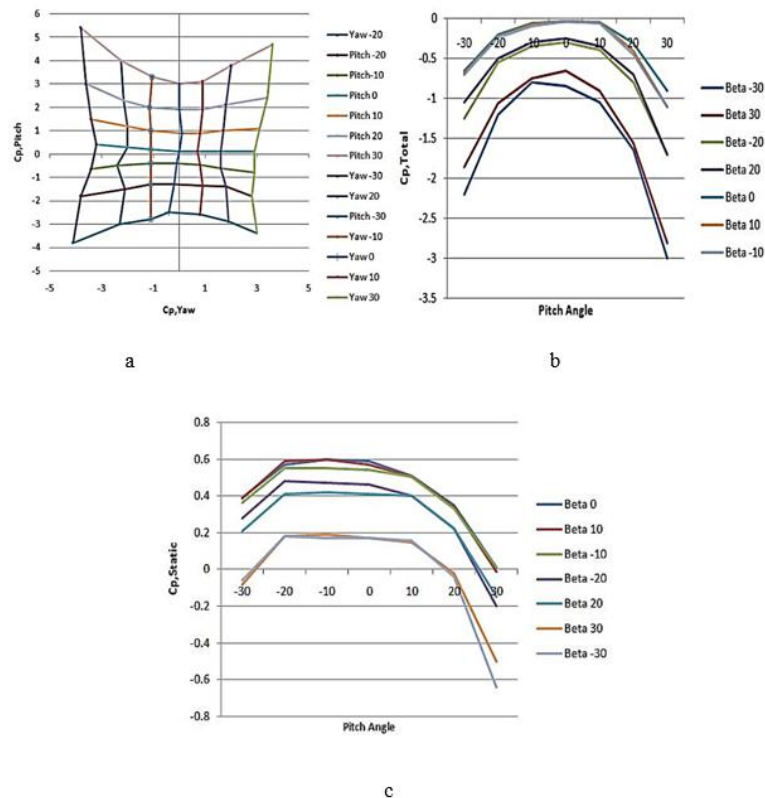 6
5
4
3
2
1
0
-1
-2
-3
-4
-5
-5 -3 -1 1 3 5
Cp,Pitch
Cp,Yaw
Yaw -20
Pitch -20
Pitch-10
Pitch 0
Pitch 10
Pitch 20
Pitch 30
Yaw -30
Yaw 20
Pitch -30
Yaw -10
Yaw 0
Yaw 10
Yaw 30
a
0
-0.5
-1
-1.5
-2
-2.5
-3
-3.5
-30 -20 -10 0 10 20 30
Cp,Total
Pitch Angle
Beta -30
Beta 30
Beta -20
Beta 20
Beta 0
Beta 10
Beta -10
b
0.8
0.6
0.4
0.2
0
-0.2
-0.4
-0.6
-0.8
-30 -20 -10 0 10 20 30
Cp,Static
Pitch Angle
Beta 0
Beta 10
Beta -10
Beta -20
Beta 20
Beta 30
Beta -30
c